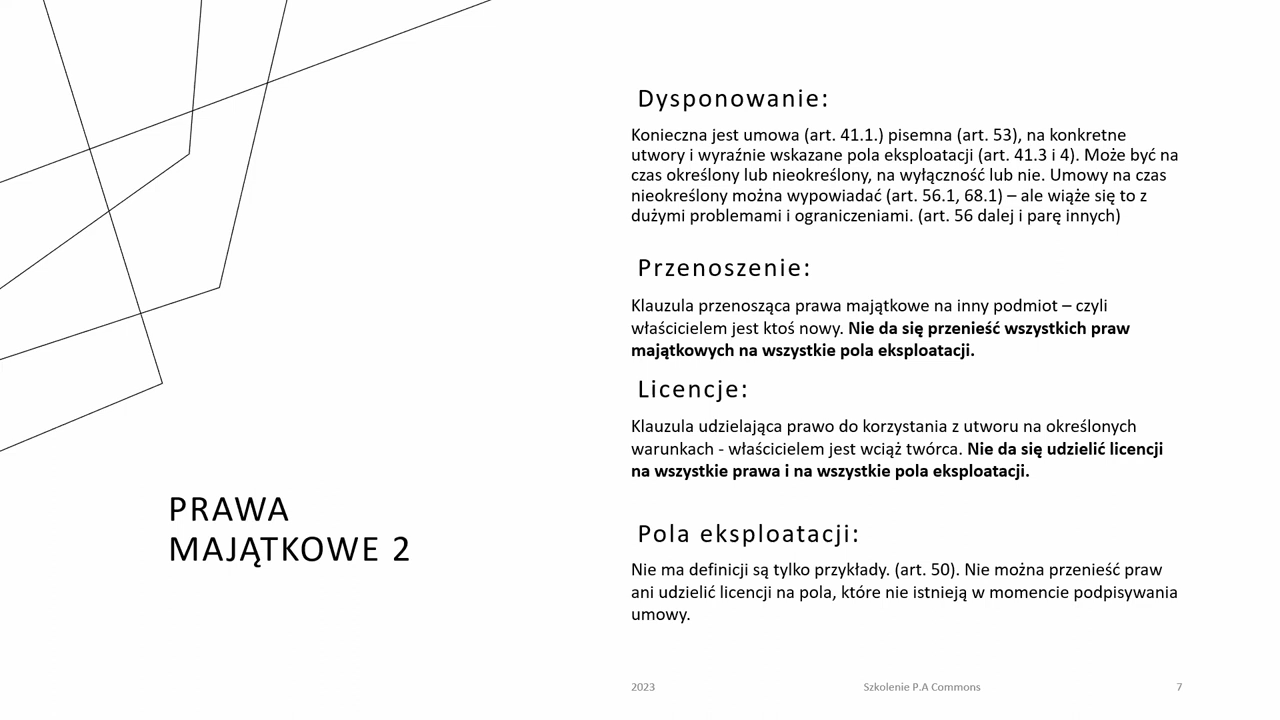 PRAWA
MAJĄTKOWE 2
Dysponowanie:
Konieczna jest umowa (art. 41.1.) pisemna (art. 53), na konkretne
utwory i wyraźnie wskazane pola eksploatacji (art. 41.3 i 4). Może być na
czas określony lub nieokreślony, na wyłączność lub nie. Umowy na czas
nieokreślony można wypowiadać (art. 56.1, 68.1) – ale wiąże się to z
dużymi problemami i ograniczeniami. (art. 56 dalej i parę innych)
Przenoszenie:
Klauzula przenosząca prawa majątkowe na inny podmiot – czyli
właścicielem jest ktoś nowy. Nie da się przenieść wszystkich praw
majątkowych na wszystkie pola eksploatacji.
Licencje:
Klauzula udzielająca prawo do korzystania z utworu na określonych
warunkach - właścicielem jest wciąż twórca. Nie da się udzielić licencji
na wszystkie prawa i na wszystkie pola eksploatacji.
Pola eksploatacji:
Nie ma definicji są tylko przykłady. (art. 50). Nie można przenieść praw
ani udzielić licencji na pola, które nie istnieją w momencie podpisywania
umowy.
2023 Szkolenie P.A Commons 7